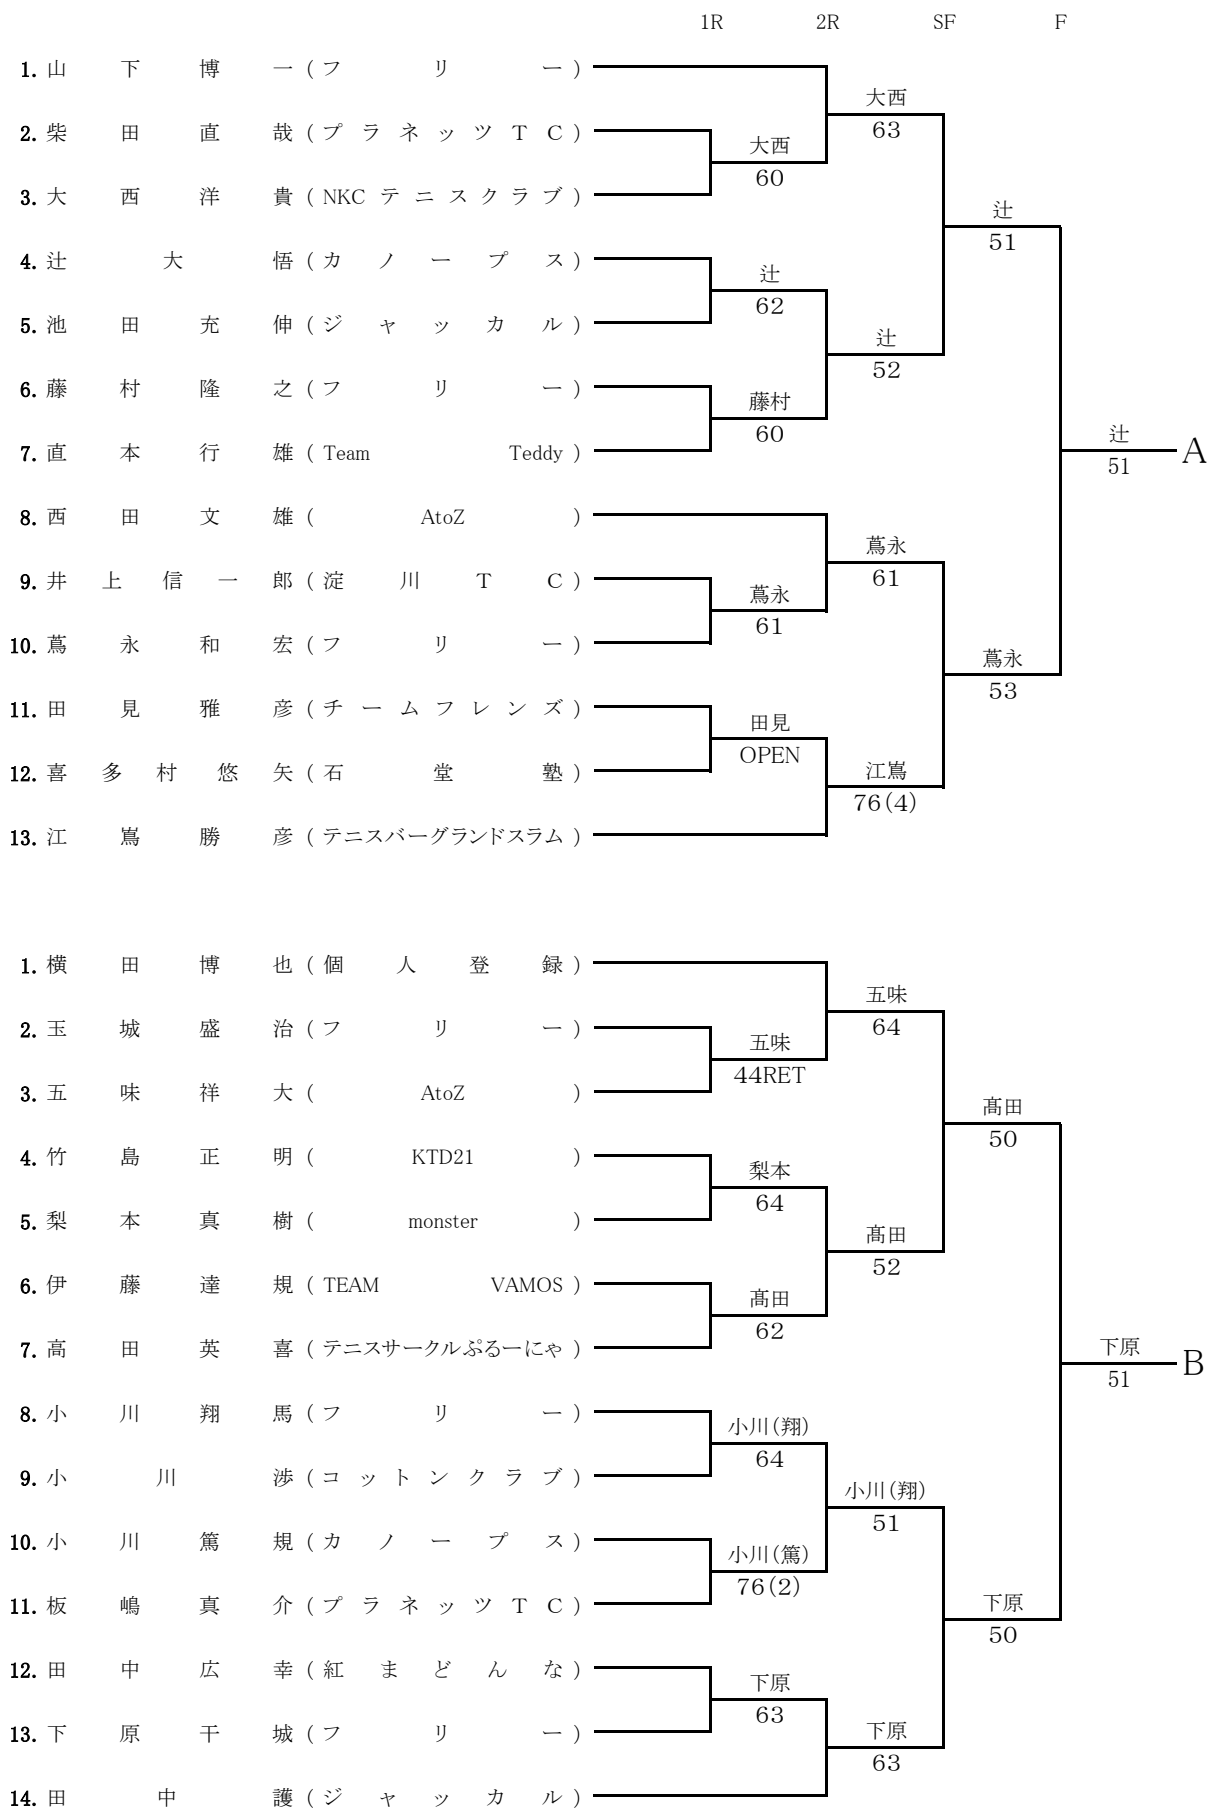 1R 2R SF F
1. 山下博一 (フリー)
大西
2. 柴田直哉 (プラネッツTC)
63
大西
60
3. 大西洋貴 (NKCテニスクラブ)
辻
51
4. 辻大悟 (カノープス)
辻
62
5. 池田充伸 (ジャッカル)
辻
52
6. 藤村隆之 (フリー)
藤村
60
7. 直本行雄 (Team Teddy)
辻
51
A
8. 西田文雄 (AtoZ)
蔦永
61
9. 井上信一郎 (淀川TC)
蔦永
61
10. 蔦永和宏 (フリー)
蔦永
53
11. 田見雅彦 (チームフレンズ)
田見
OPEN
12. 喜多村悠矢 (石堂塾)
江嶌
76(4)
13. 江嶌勝彦 (テニスバーグランドスラム)
1. 横田博也 (個人登録)
五味
64
2. 玉城盛治 (フリー)
五味
44RET
3. 五味祥大 (AtoZ)
髙田
50
4. 竹島正明 (KTD21)
梨本
64
5. 梨本真樹 (monster)
髙田
52
6. 伊藤達規 (TEAM VAMOS)
髙田
62
7. 髙田英喜 (テニスサークルぷるーにゃ)
下原
51
B
8. 小川翔馬 (フリー)
小川(翔)
64
9. 小川渉 (コットンクラブ)
小川(翔)
51
10. 小川篤規 (カノープス)
小川(篤)
76(2)
11. 板嶋真介 (プラネッツTC)
下原
50
12. 田中広幸 (紅まどんな)
下原
63
13. 下原干城 (フリー)
下原
63
14. 田中護 (ジャッカル)